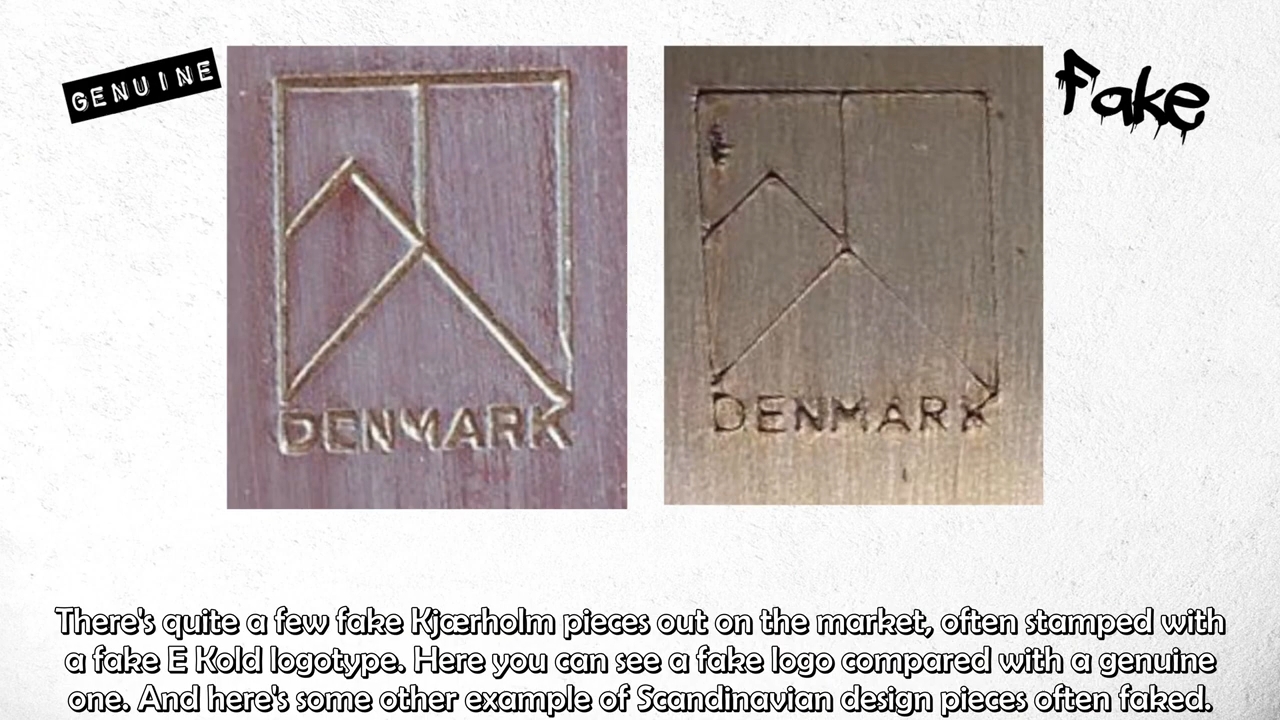 GENUINE
Fake
DENMARK
DENMARK
There's quite a few fake Kjærholm pieces out on the market, often stamped with
a fake E Kold logotype. Here you can see a fake logo compared with a genuine
one. And here's some other example of Scandinavian design pieces often faked.